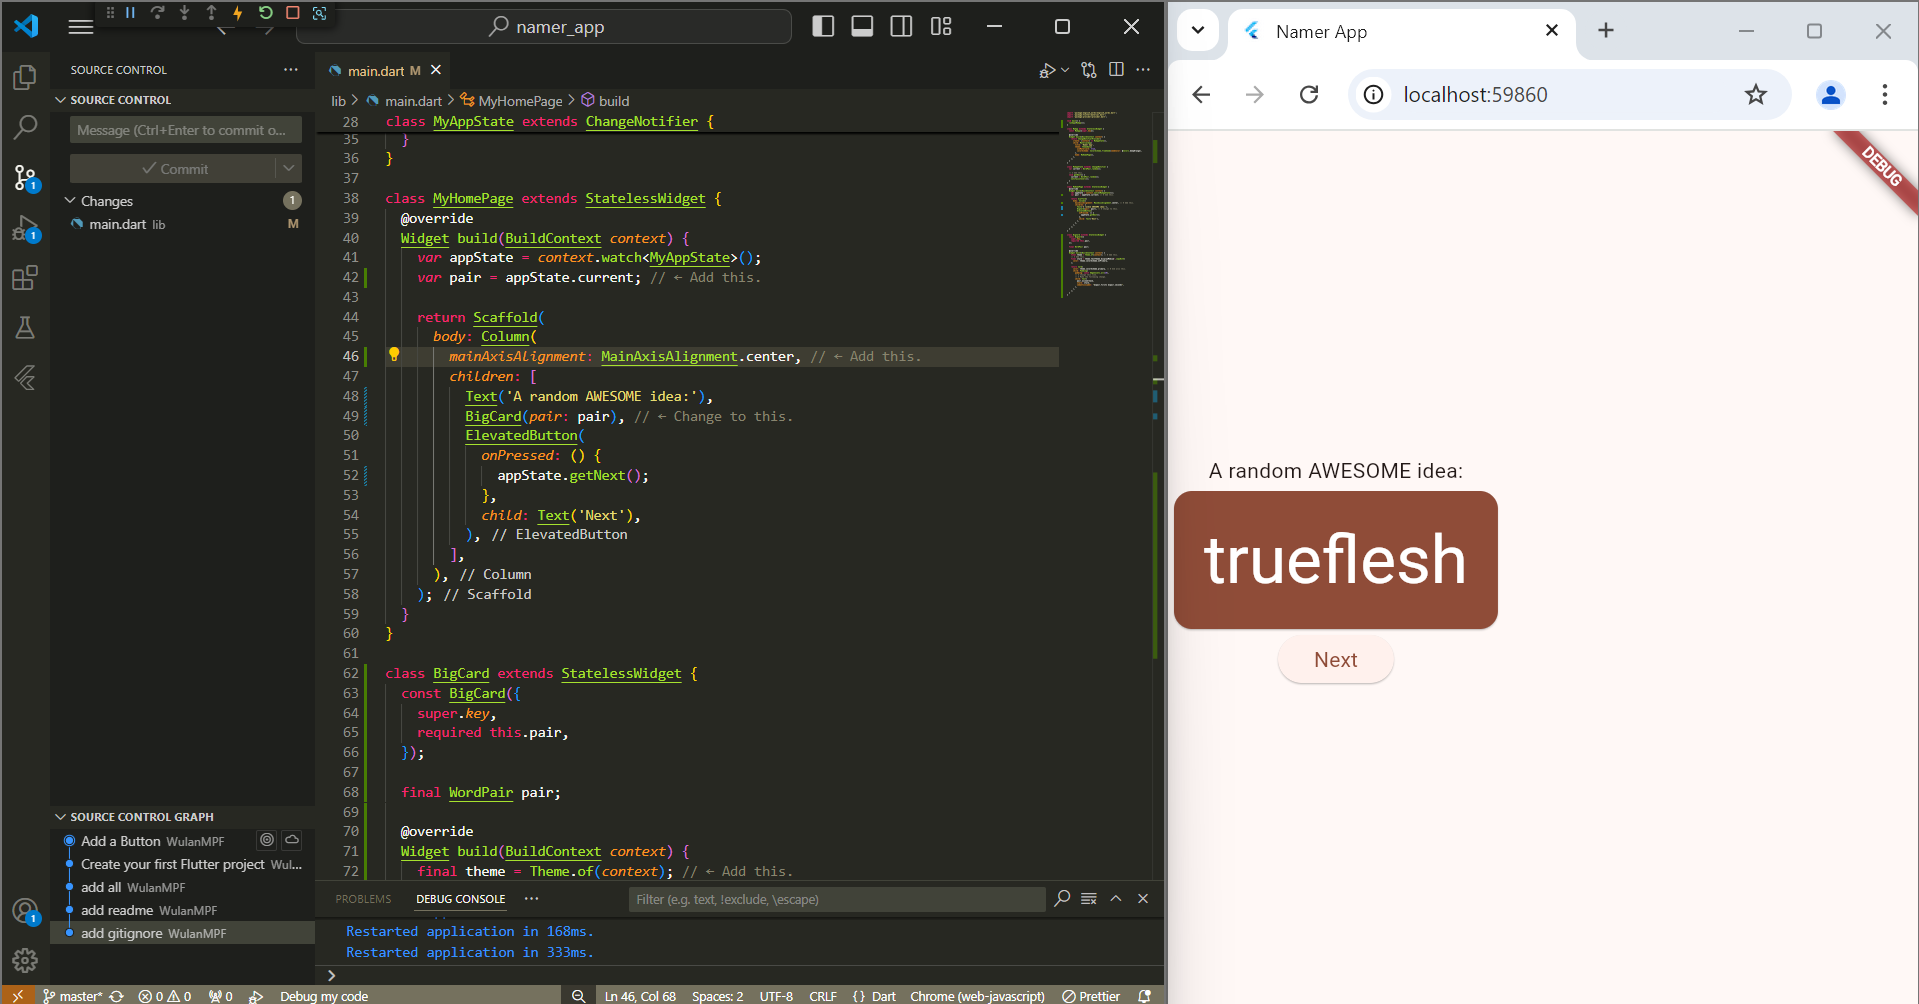 namer_app
SOURCE CONTROL
SOURCE CONTROL
Message (Ctrl+Enter to commit o...
Commit
Changes
1
main.dart lib
M
1
1
1
SOURCE CONTROL GRAPH
Add a Button WulanMPF
Create your first Flutter project Wul...
add all WulanMPF
add readme WulanMPF
add gitignore WulanMPF
main.dart M
lib > main.dart > MyHomePage > build
28 class MyAppState extends ChangeNotifier {
35 }
36 }
37
38 class MyHomePage extends StatelessWidget {
39 @override
40 Widget build(BuildContext context) {
41 var appState = context.watch<MyAppState>();
42 var pair = appState.current; // ← Add this.
43
44 return Scaffold(
45 body: Column(
46 mainAxisAlignment: MainAxisAlignment.center, // ← Add this.
47 children: [
48 Text('A random AWESOME idea:'),
49 BigCard(pair: pair), // ← Change to this.
50 ElevatedButton(
51 onPressed: () {
52 appState.getNext();
53 },
54 child: Text('Next'),
55 ), // ElevatedButton
56 ],
57 ), // Column
58 ); // Scaffold
59 }
60 }
61
62 class BigCard extends StatelessWidget {
63 const BigCard({
64 super.key,
65 required this.pair,
66 });
67
68 final WordPair pair;
69
70 @override
71 Widget build(BuildContext context) {
72 final theme = Theme.of(context); // ← Add this.
PROBLEMS DEBUG CONSOLE ...
Filter (e.g. text, !exclude, \escape)
Restarted application in 168ms.
Restarted application in 333ms.
>
master* 0 0 0 Debug my code
Ln 46, Col 68 Spaces: 2 UTF-8 CRLF {} Dart Chrome (web-javascript) Prettier
Namer App
localhost:59860
DEBUG
A random AWESOME idea:
trueflesh
Next